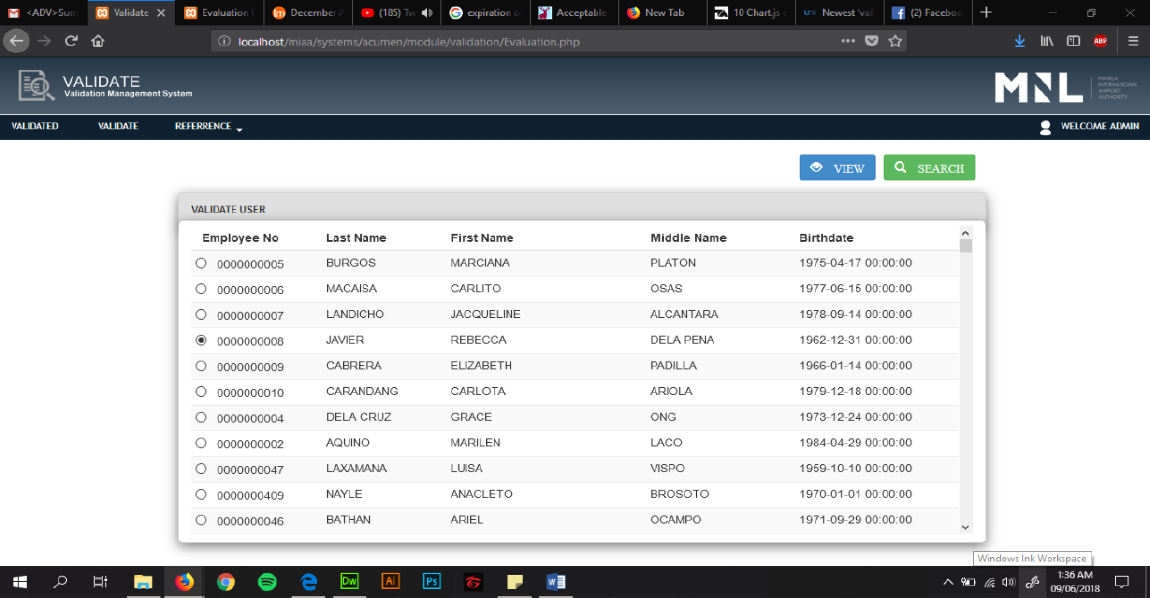 <ADV>Sum
Validate
Evaluation
December A
(185) Tw
expiration o
Acceptable
New Tab
10 Chart.js
Newest 'val
(2) Faceboo
localhost/miaa/systems/acumen/module/validation/Evaluation.php
ABP
VALIDATE
Validation Management System
MNL
MANILA
INTERNATIONAL
AIRPORT
AUTHORITY
VALIDATED VALIDATE REFERRENCE WELCOME ADMIN
VIEW SEARCH
VALIDATE USER
Employee No Last Name First Name Middle Name Birthdate
0000000005 BURGOS MARCIANA PLATON 1975-04-17 00:00:00
0000000006 MACAISA CARLITO OSAS 1977-06-15 00:00:00
0000000007 LANDICHO JACQUELINE ALCANTARA 1978-09-14 00:00:00
0000000008 JAVIER REBECCA DELA PENA 1962-12-31 00:00:00
0000000009 CABRERA ELIZABETH PADILLA 1966-01-14 00:00:00
0000000010 CARANDANG CARLOTA ARIOLA 1979-12-18 00:00:00
0000000004 DELA CRUZ GRACE ONG 1973-12-24 00:00:00
0000000002 AQUINO MARILEN LACO 1984-04-29 00:00:00
0000000047 LAXAMANA LUISA VISPO 1959-10-10 00:00:00
0000000409 NAYLE ANACLETO BROSOTO 1970-01-01 00:00:00
0000000046 BATHAN ARIEL OCAMPO 1971-09-29 00:00:00
Windows Ink Workspace
Dw Ai Ps
1:36 AM
09/06/2018